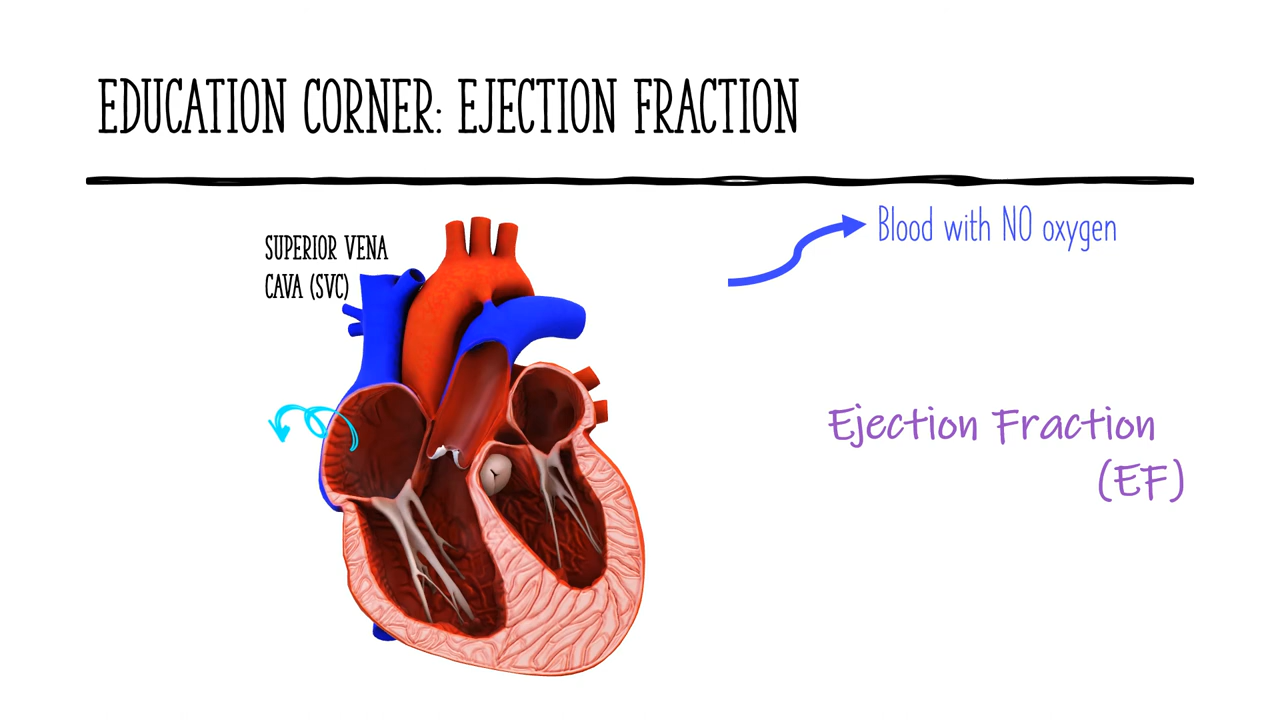 EDUCATION CORNER: EJECTION FRACTION
SUPERIOR VENA
CAVA (SVC)
Blood with NO oxygen
Ejection Fraction
(EF)